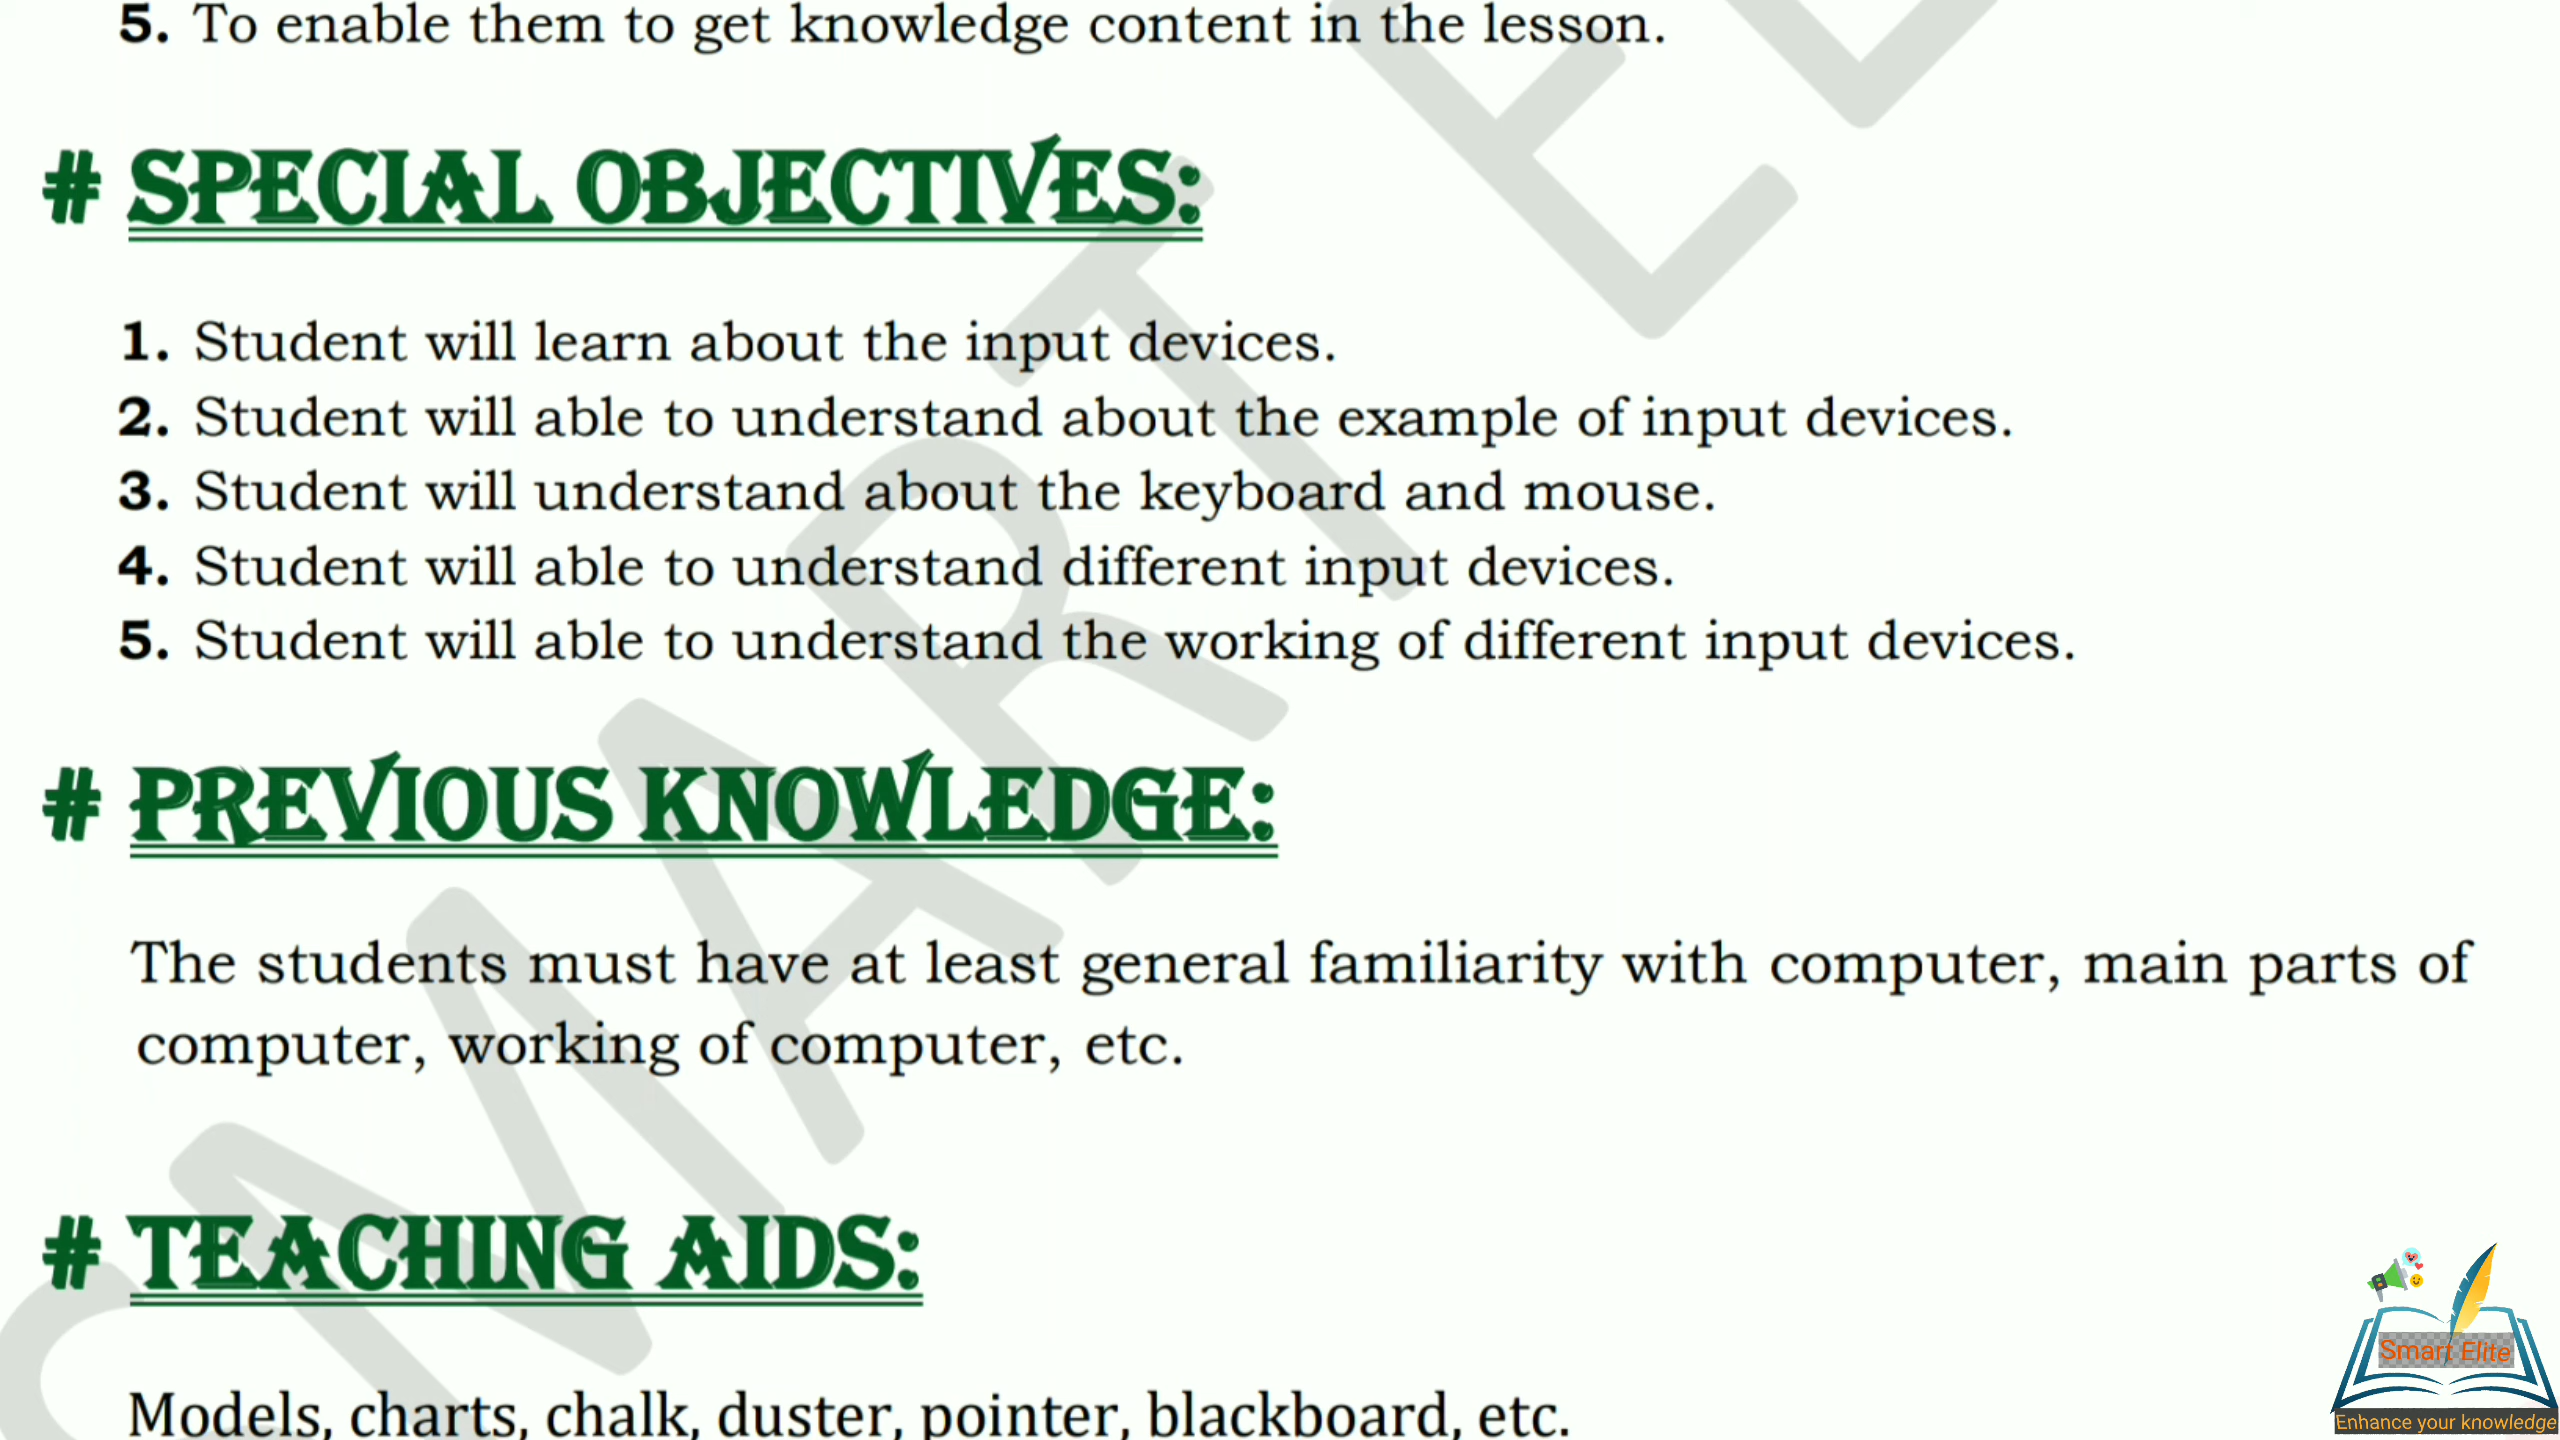 5. To enable them to get knowledge content in the lesson.
# SPECIAL OBJECTIVES:
1. Student will learn about the input devices.
2. Student will able to understand about the example of input devices.
3. Student will understand about the keyboard and mouse.
4. Student will able to understand different input devices.
5. Student will able to understand the working of different input devices.
# PREVIOUS KNOWLEDGE:
The students must have at least general familiarity with computer, main parts of
computer, working of computer, etc.
# TEACHING AIDS:
Models, charts, chalk, duster, pointer, blackboard, etc.
SMART EL
Smart Elite
Enhance your knowledge